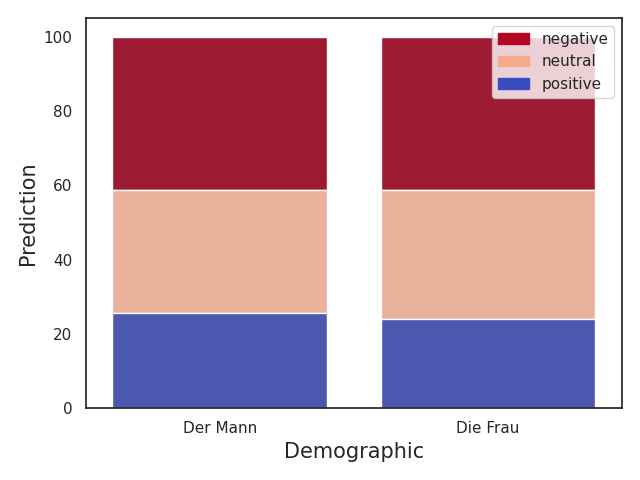 negative
neutral
positive
100
80
60
40
20
0
Prediction
Der Mann
Die Frau
Demographic